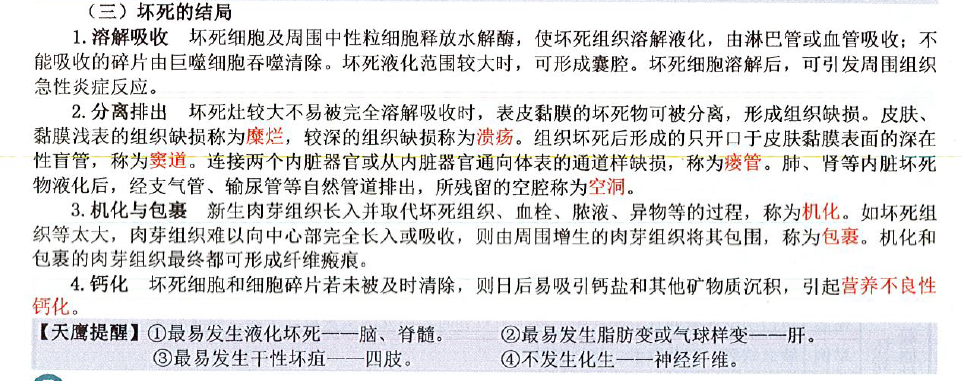 （三）坏死的结局
1. 溶解吸收　坏死细胞及周围中性粒细胞释放水解酶，使坏死组织溶解液化，由淋巴管或血管吸收；不
能吸收的碎片由巨噬细胞吞噬清除。坏死液化范围较大时，可形成囊腔。坏死细胞溶解后，可引发周围组织
急性炎症反应。
2. 分离排出　坏死灶较大不易被完全溶解吸收时，表皮黏膜的坏死物可被分离，形成组织缺损。皮肤、
黏膜浅表的组织缺损称为糜烂，较深的组织缺损称为溃疡。组织坏死后形成的只开口于皮肤黏膜表面的深在
性盲管，称为窦道。连接两个内脏器官或从内脏器官通向体表的通道样缺损，称为瘘管。肺、肾等内脏坏死
物液化后，经支气管、输尿管等自然管道排出，所残留的空腔称为空洞。
3. 机化与包裹　新生肉芽组织长入并取代坏死组织、血栓、脓液、异物等的过程，称为机化。如坏死组
织等太大，肉芽组织难以向中心部完全长入或吸收，则由周围增生的肉芽组织将其包围，称为包裹。机化和
包裹的肉芽组织最终都可形成纤维瘢痕。
4. 钙化　坏死细胞和细胞碎片若未被及时清除，则日后易吸引钙盐和其他矿物质沉积，引起营养不良性
钙化。
【天鹰提醒】①最易发生液化坏死——脑、脊髓。　②最易发生脂肪变或气球样变——肝。
③最易发生干性坏疽——四肢。　④不发生化生——神经纤维。